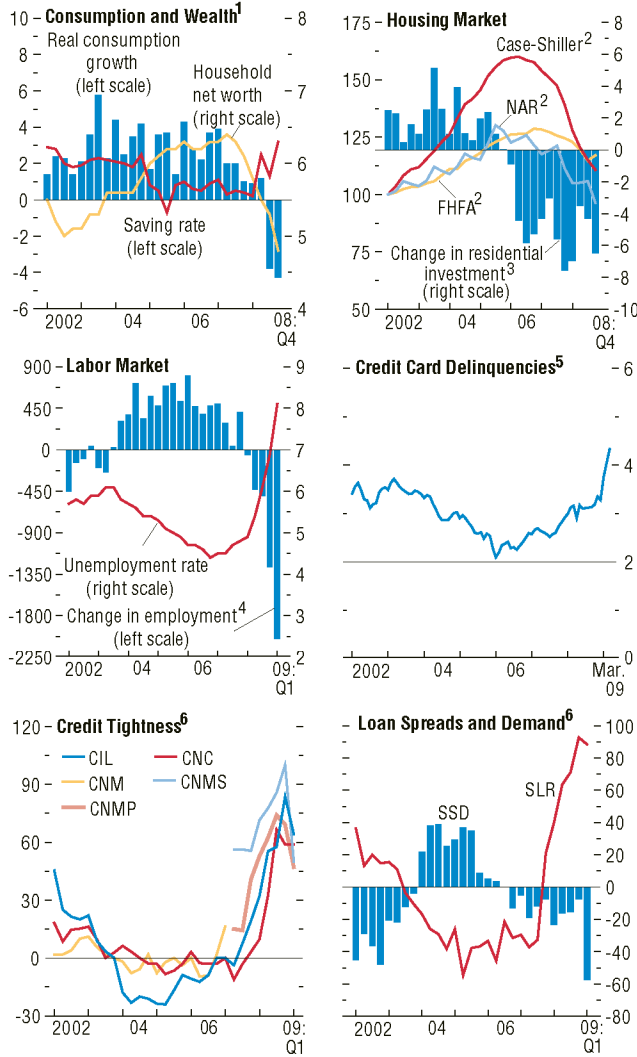 Consumption and Wealth1
10
8
6
4
2
0
-2
-4
-6
8
7
6
5
4
Real consumption
growth
(left scale)
Household
net worth
(right scale)
Saving rate
(left scale)
2002
04
06
08:
Q4
Housing Market
175
150
125
100
75
50
8
6
4
2
0
-2
-4
-6
-8
-10
Case-Shiller2
NAR2
FHFA2
Change in residential
investment3
(right scale)
2002
04
06
08:
Q4
Labor Market
900
450
0
-450
-900
-1350
-1800
-2250
9
8
7
6
5
4
3
2
Unemployment rate
(right scale)
Change in employment4
(left scale)
2002
04
06
09:
Q1
Credit Card Delinquencies5
6
4
2
0
2002
04
06
Mar.
09
Credit Tightness6
120
90
60
30
0
-30
CIL
CNC
CNM
CNMS
CNMP
2002
04
06
09:
Q1
Loan Spreads and Demand6
100
80
60
40
20
0
-20
-40
-60
-80
SSD
SLR
2002
04
06
09:
Q1